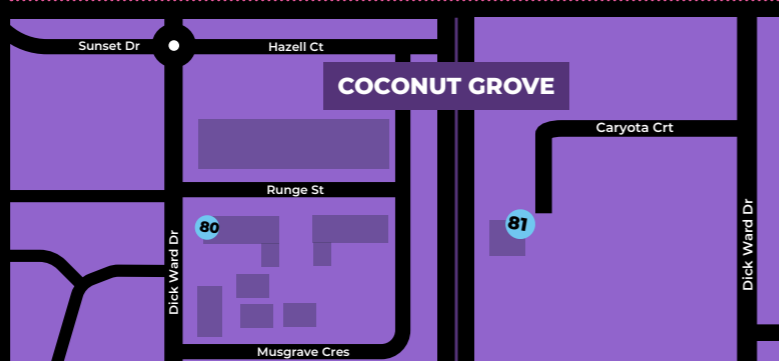 Sunset Dr
Hazell Ct
COCONUT GROVE
Caryota Crt
Runge St
80
81
Dick Ward Dr
Dick Ward Dr
Musgrave Cres